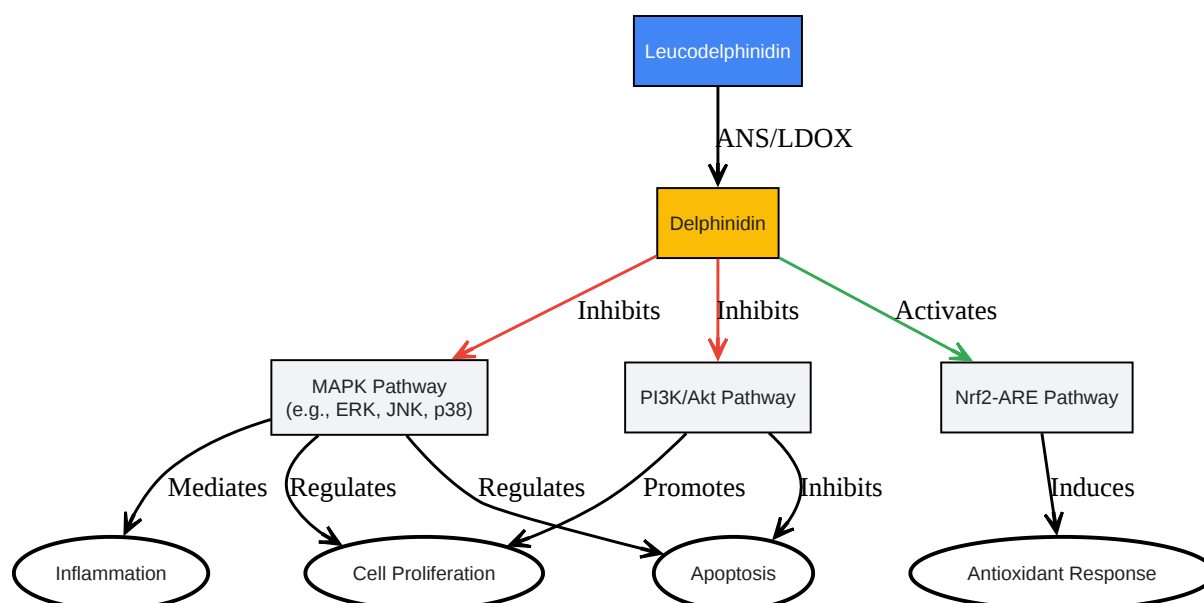 Leucodelphinidin
ANS/LDOX
Delphinidin
Inhibits
Inhibits
Activates
MAPK Pathway
(e.g., ERK, JNK, p38)
PI3K/Akt Pathway
Nrf2-ARE Pathway
Mediates
Regulates
Regulates
Promotes
Inhibits
Induces
Inflammation
Cell Proliferation
Apoptosis
Antioxidant Response